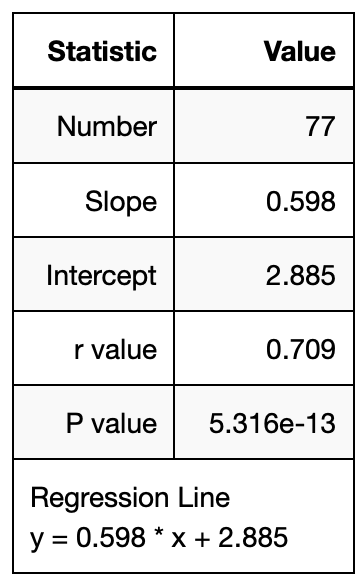 Statistic Value
Number 77
Slope 0.598
Intercept 2.885
r value 0.709
P value 5.316e-13
Regression Line
y = 0.598 * x + 2.885